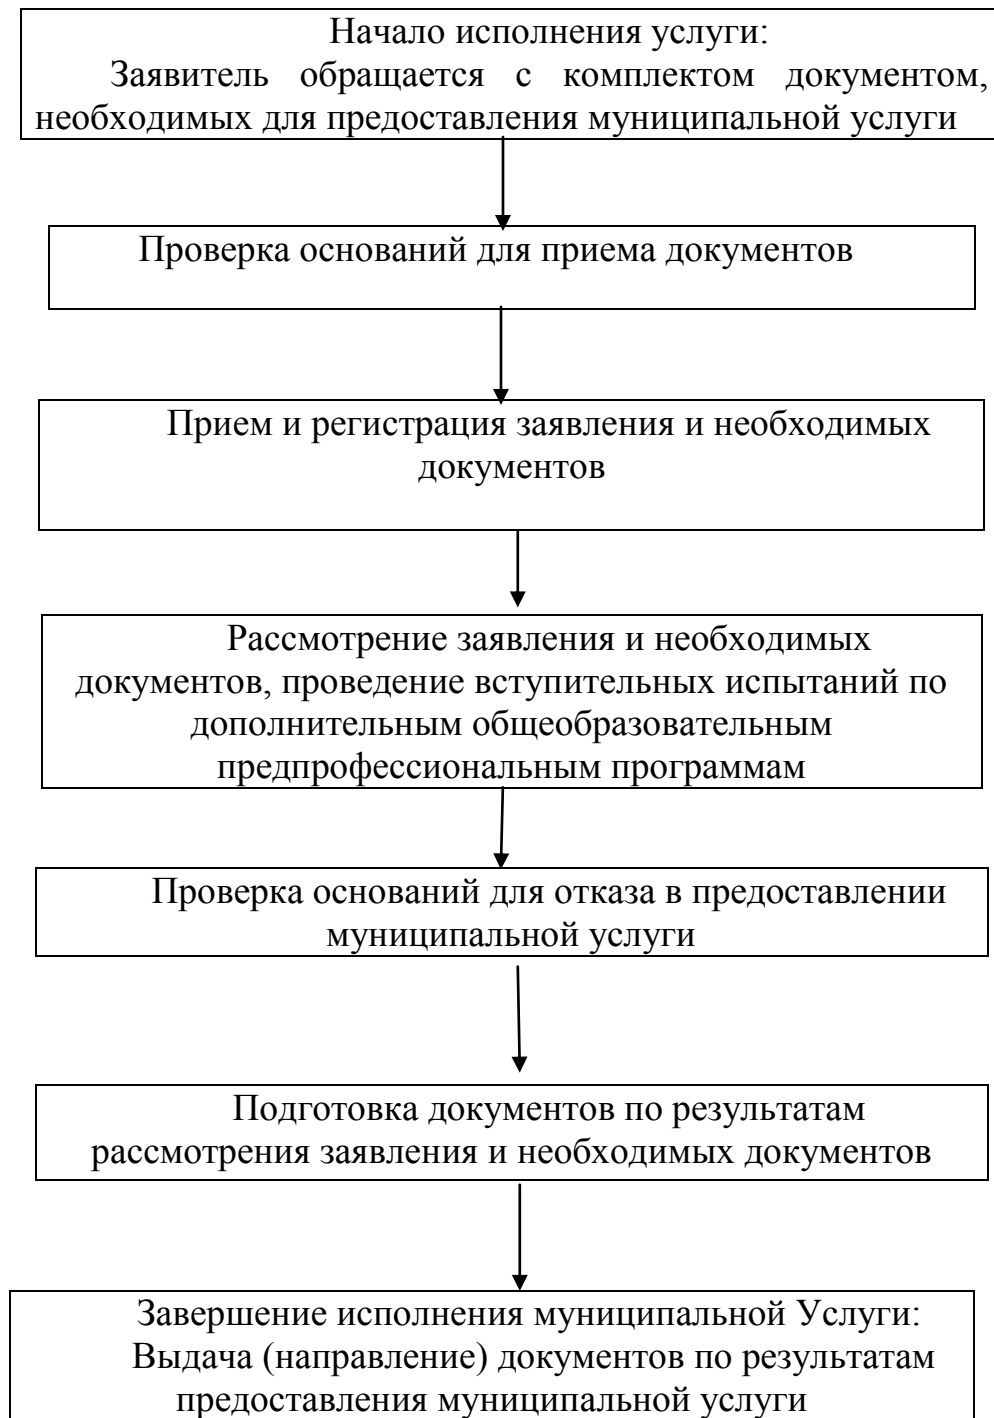 Начало исполнения услуги:
Заявитель обращается с комплектом документом,
необходимых для предоставления муниципальной услуги
Проверка оснований для приема документов
Прием и регистрация заявления и необходимых
документов
Рассмотрение заявления и необходимых
документов, проведение вступительных испытаний по
дополнительным общеобразовательным
предпрофессиональным программам
Проверка оснований для отказа в предоставлении
муниципальной услуги
Подготовка документов по результатам
рассмотрения заявления и необходимых документов
Завершение исполнения муниципальной Услуги:
Выдача (направление) документов по результатам
предоставления муниципальной услуги